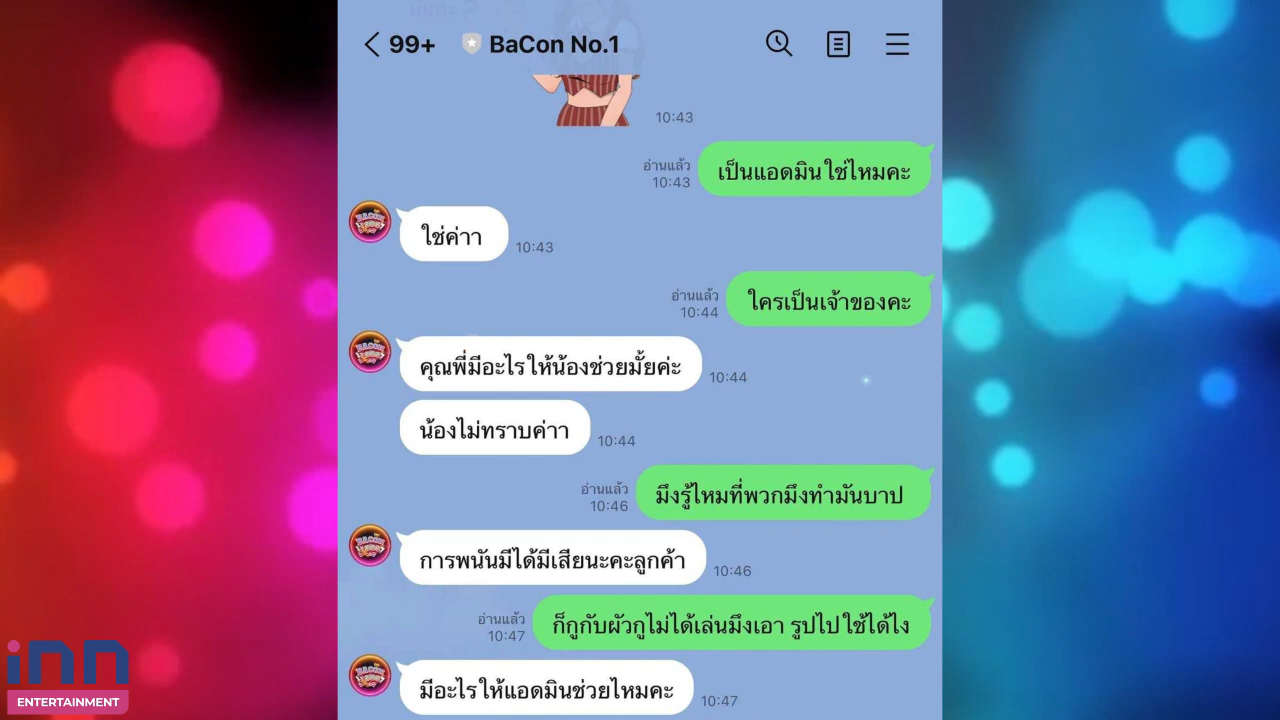 99+ BaCon No.1
10:43
เป็นแอดมินใช่ไหมคะ
อ่านแล้ว
10:43
ใช่ค่าา
10:43
ใครเป็นเจ้าของคะ
อ่านแล้ว
10:44
คุณพี่มีอะไรให้น้องช่วยมั้ยค่ะ
10:44
น้องไม่ทราบค่าา
10:44
มึงรู้ไหมที่พวกมึงทำมันบาป
อ่านแล้ว
10:46
การพนันมีได้มีเสียนะคะลูกค้า
10:46
ก็กูกับผัวกูไม่ได้เล่นมึงเอา รูปไปใช้ได้ไง
อ่านแล้ว
10:47
มีอะไรให้แอดมินช่วยไหมคะ
10:47
inn
ENTERTAINMENT